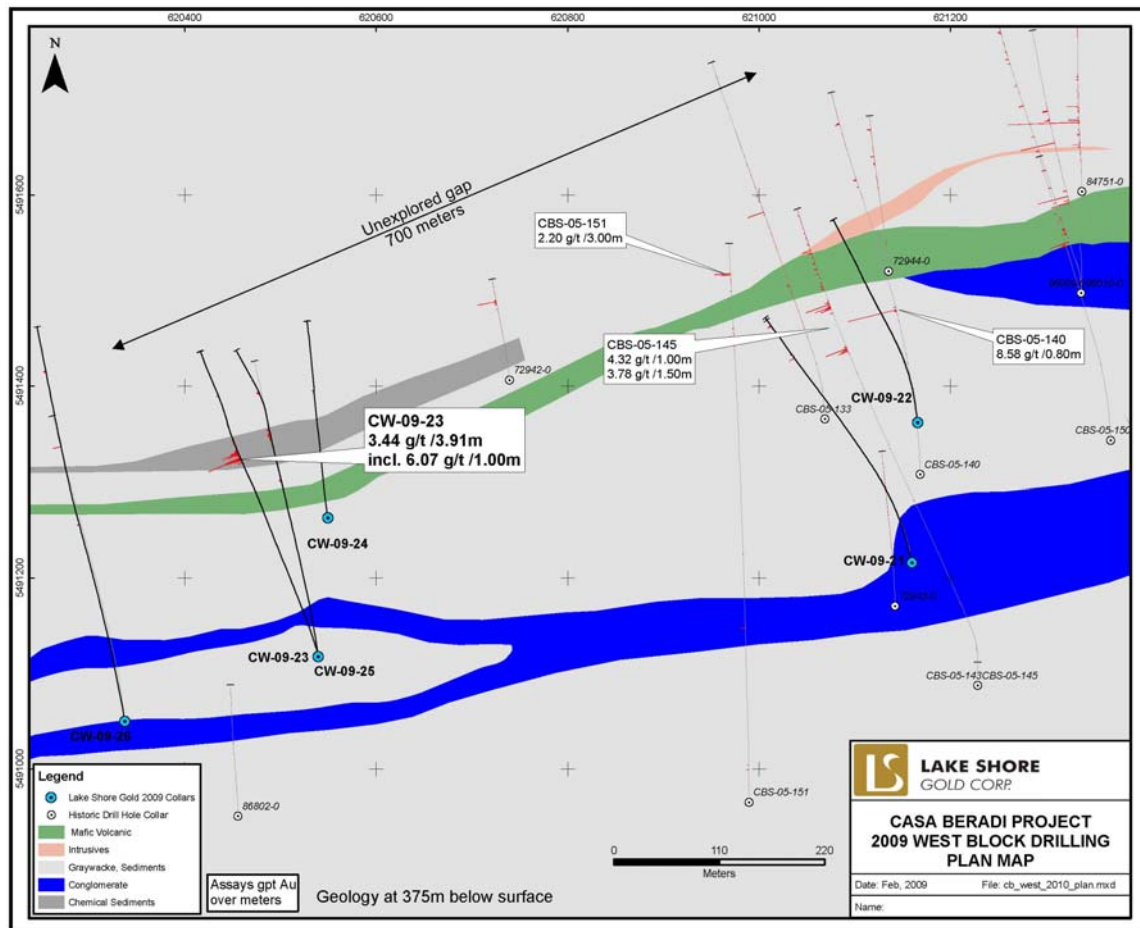 620400
620600
620800
621000
621200
N
5491600
5491400
5491200
5491000
Unexplored gap
700 meters
CBS-05-151
2.20 g/t /3.00m
84751-0
72944-0
CBS-05-145
4.32 g/t /1.00m
3.78 g/t /1.50m
CBS-05-140
8.58 g/t /0.80m
72942-0
CW-09-23
3.44 g/t /3.91m
incl. 6.07 g/t /1.00m
CBS-05-133
CW-09-22
CBS-05-150
CBS-05-140
CW-09-24
CW-09-21
CW-09-23
CW-09-25
CBS-05-143CBS-05-145
CW-09-26
86802-0
CBS-05-151
Legend
Lake Shore Gold 2009 Collars
Historic Drill Hole Collar
Mafic Volcanic
Intrusives
Graywacke, Sediments
Conglomerate
Chemical Sediments
Assays gpt Au
over meters
Geology at 375m below surface
0 110 220
Meters
LS
LAKE SHORE
GOLD CORP.
CASA BERADI PROJECT
2009 WEST BLOCK DRILLING
PLAN MAP
Date: Feb, 2009 File: cb_west_2010_plan.mxd
Name: